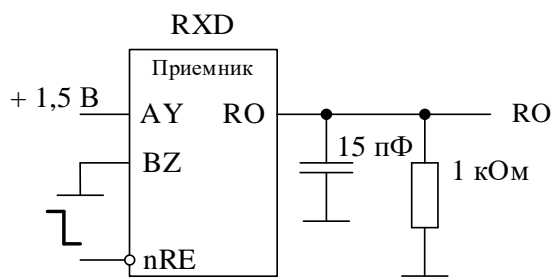 RXD
Приемник
+ 1,5 В
AY
RO
RO
BZ
15 пФ
1 кОм
nRE